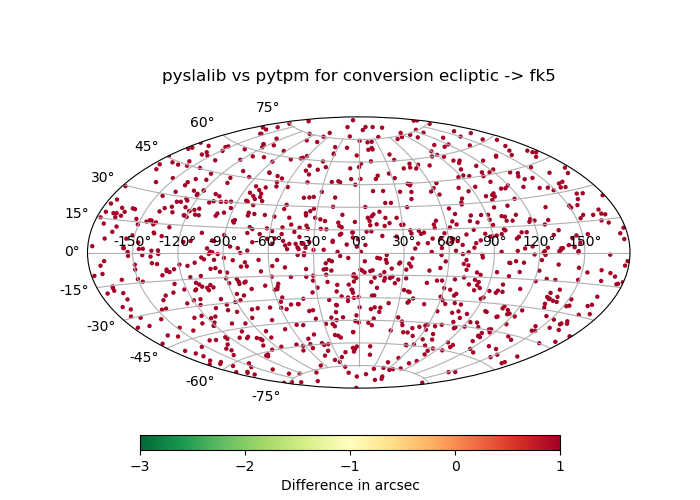 pyslalib vs pytpm for conversion ecliptic -> fk5
75°
60°
45°
30°
15°
0°
-150° -120° -90° -60° -30° 0° 30° 60° 90° 120° 150°
-15°
-30°
-45°
-60°
-75°
−3 −2 −1 0 1
Difference in arcsec